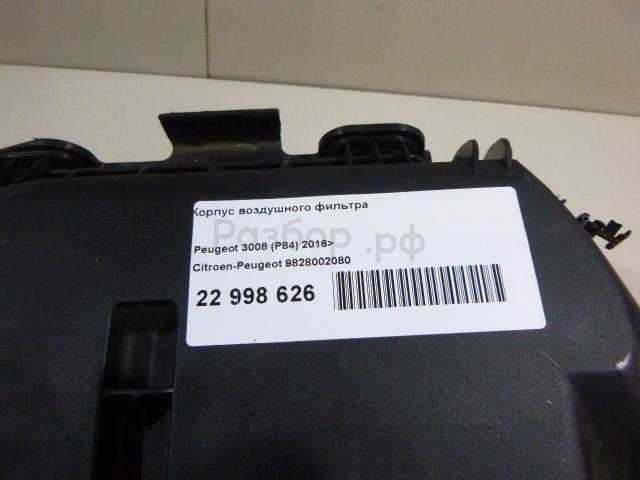 Корпус воздушного фильтра
Разбор.рф
Peugeot 3008 (P84) 2016>
Citroen-Peugeot 9828002080
22 998 626